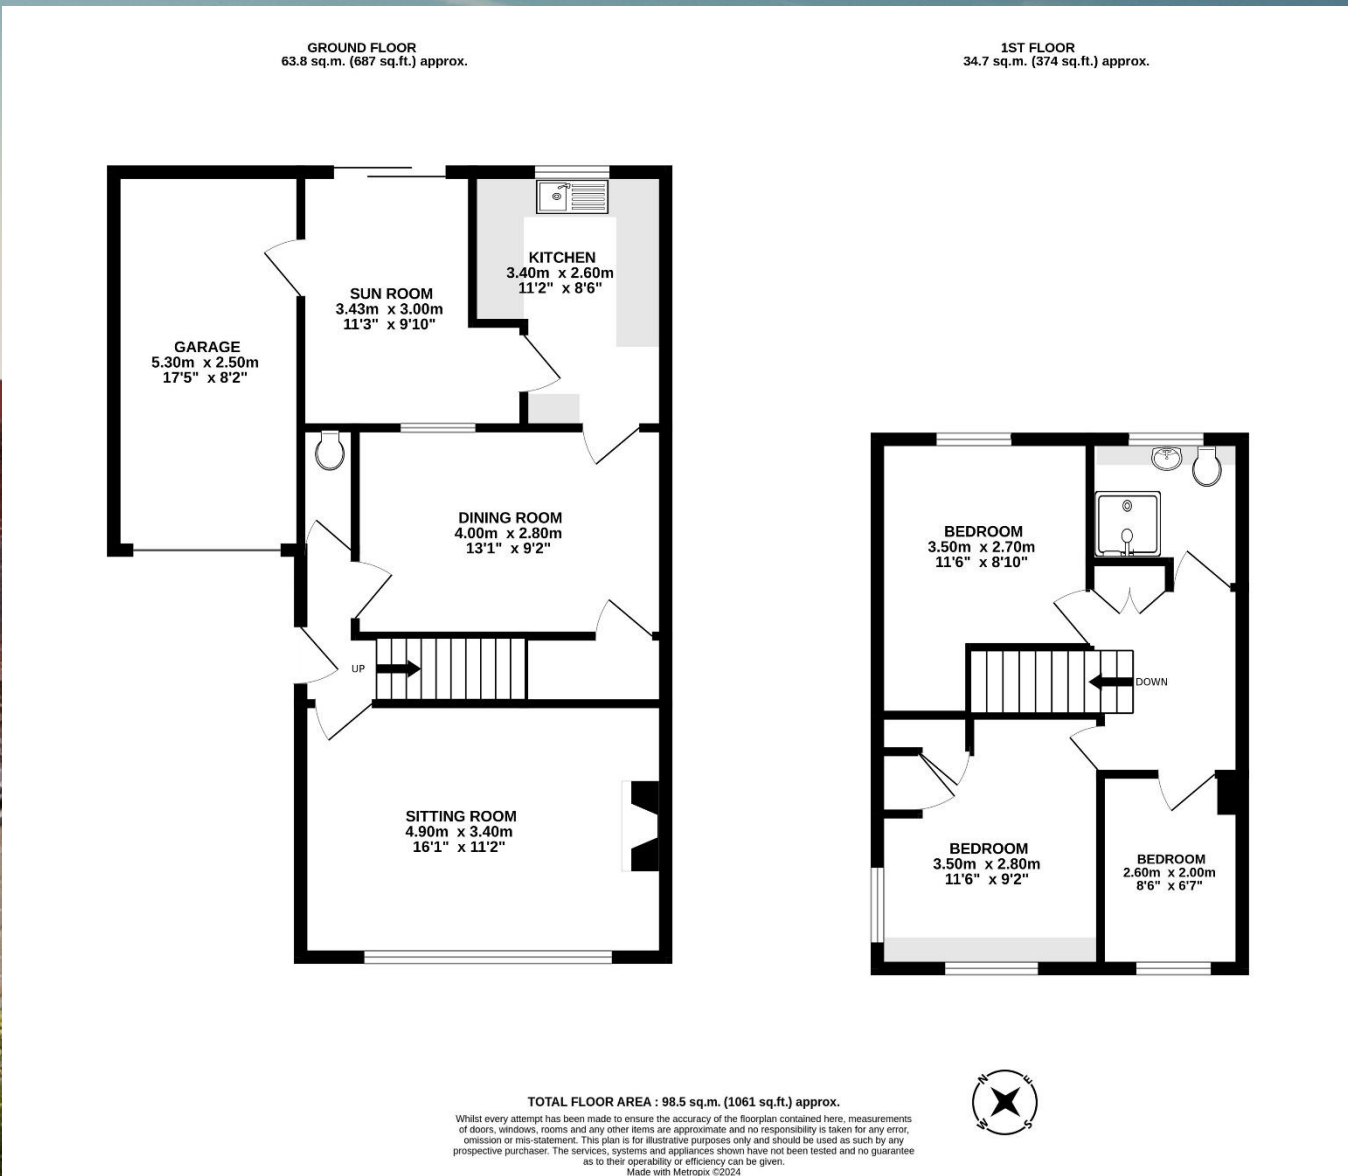 GROUND FLOOR
63.8 sq.m. (687 sq.ft.) approx.
1ST FLOOR
34.7 sq.m. (374 sq.ft.) approx.
KITCHEN
3.40m x 2.60m
11'2" x 8'6"
SUN ROOM
3.43m x 3.00m
11'3" x 9'10"
GARAGE
5.30m x 2.50m
17'5" x 8'2"
DINING ROOM
4.00m x 2.80m
13'1" x 9'2"
UP
SITTING ROOM
4.90m x 3.40m
16'1" x 11'2"
BEDROOM
3.50m x 2.70m
11'6" x 8'10"
DOWN
BEDROOM
3.50m x 2.80m
11'6" x 9'2"
BEDROOM
2.60m x 2.00m
8'6" x 6'7"
N
E
S
W
TOTAL FLOOR AREA : 98.5 sq.m. (1061 sq.ft.) approx.
Whilst every attempt has been made to ensure the accuracy of the floorplan contained here, measurements
of doors, windows, rooms and any other items are approximate and no responsibility is taken for any error,
omission or mis-statement. This plan is for illustrative purposes only and should be used as such by any
prospective purchaser. The services, systems and appliances shown have not been tested and no guarantee
as to their operability or efficiency can be given.
Made with Metropix ©2024